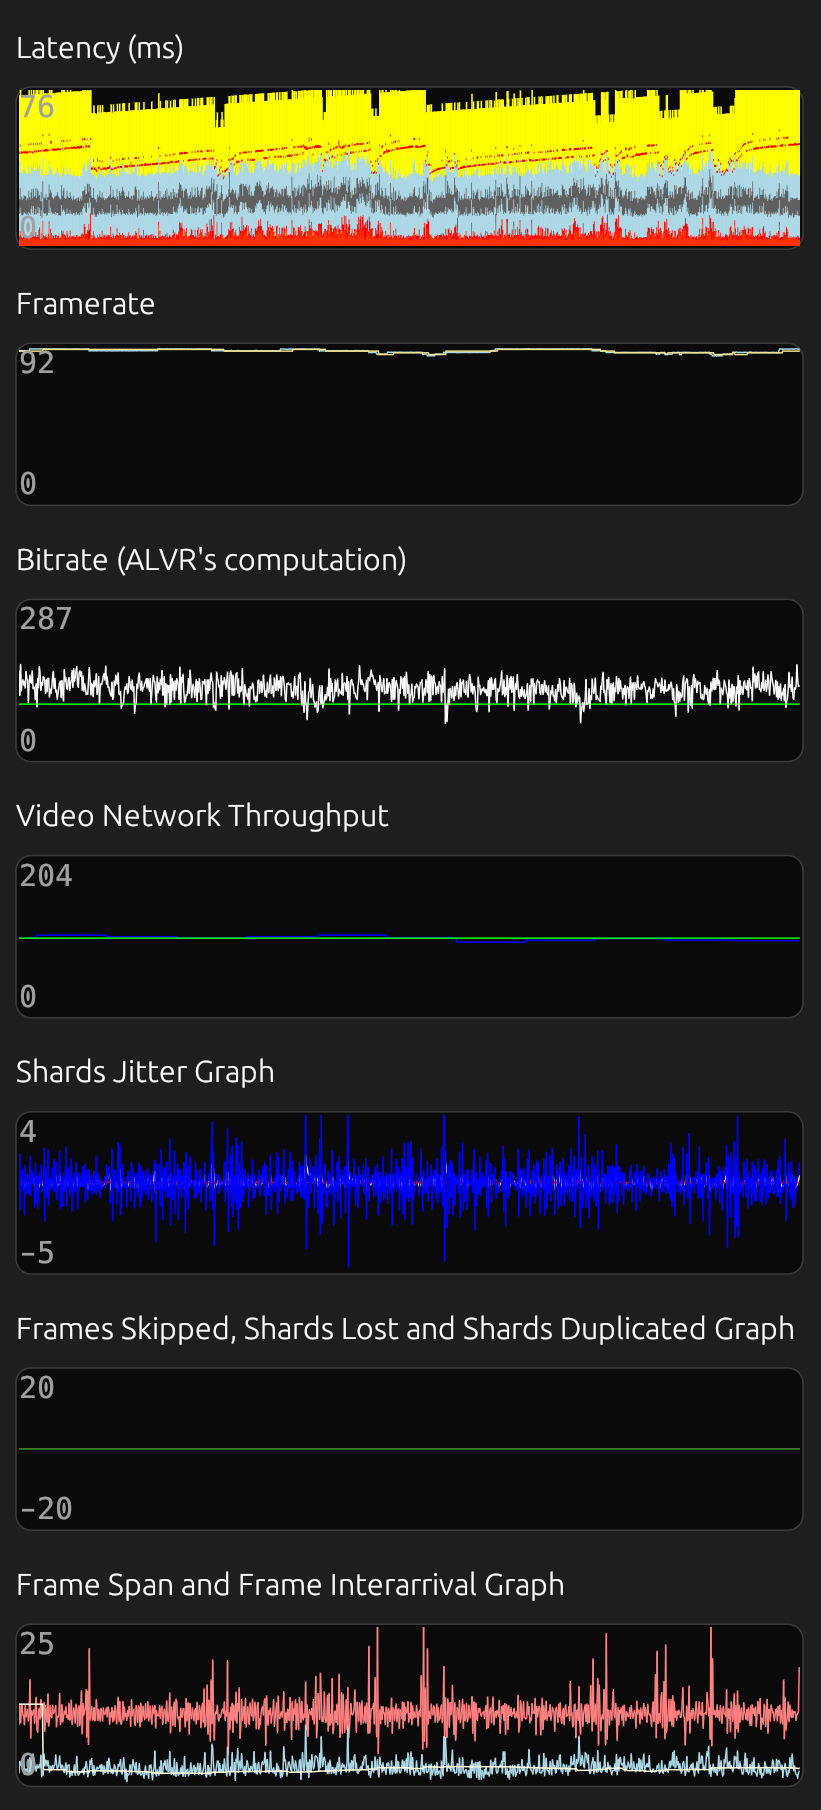 Latency (ms)
76
0
Framerate
92
0
Bitrate (ALVR's computation)
287
0
Video Network Throughput
204
0
Shards Jitter Graph
4
-5
Frames Skipped, Shards Lost and Shards Duplicated Graph
20
-20
Frame Span and Frame Interarrival Graph
25
0